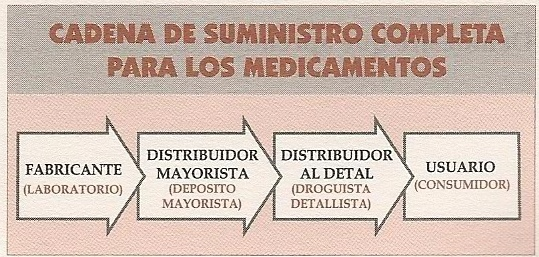 CADENA DE SUMINISTRO COMPLETA
PARA LOS MEDICAMENTOS
FABRICANTE
(LABORATORIO)
DISTRIBUIDOR
MAYORISTA
(DEPOSITO
MAYORISTA)
DISTRIBUIDOR
AL DETAL
(DROGUISTA
DETALLISTA)
USUARIO
(CONSUMIDOR)